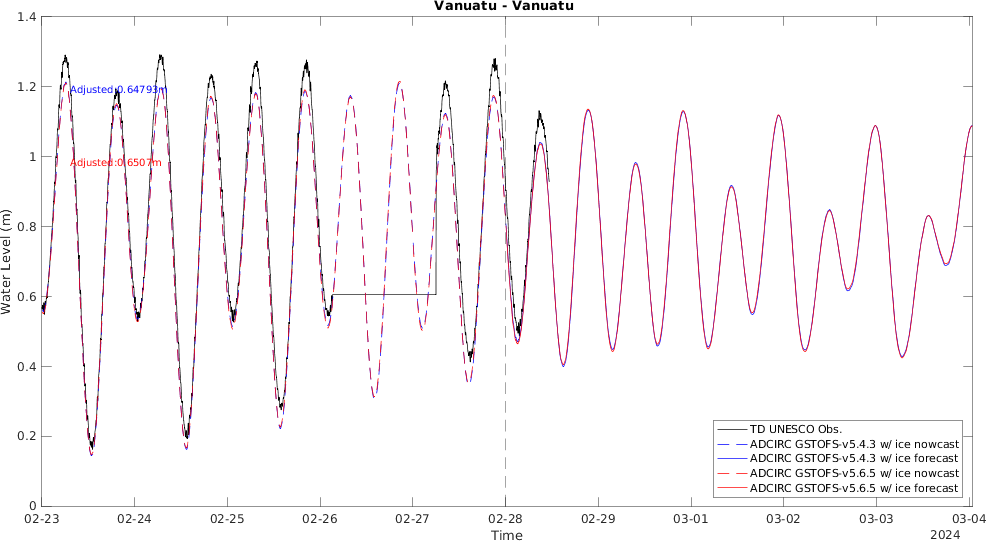 Vanuatu - Vanuatu
1.4
1.2
1
0.8
0.6
0.4
0.2
0
Water Level (m)
Adjusted:0.64793m
Adjusted:0.6507m
TD UNESCO Obs.
ADCIRC GSTOFS-v5.4.3 w/ ice nowcast
ADCIRC GSTOFS-v5.4.3 w/ ice forecast
ADCIRC GSTOFS-v5.6.5 w/ ice nowcast
ADCIRC GSTOFS-v5.6.5 w/ ice forecast
02-23 02-24 02-25 02-26 02-27 02-28 02-29 03-01 03-02 03-03 03-04
Time
2024